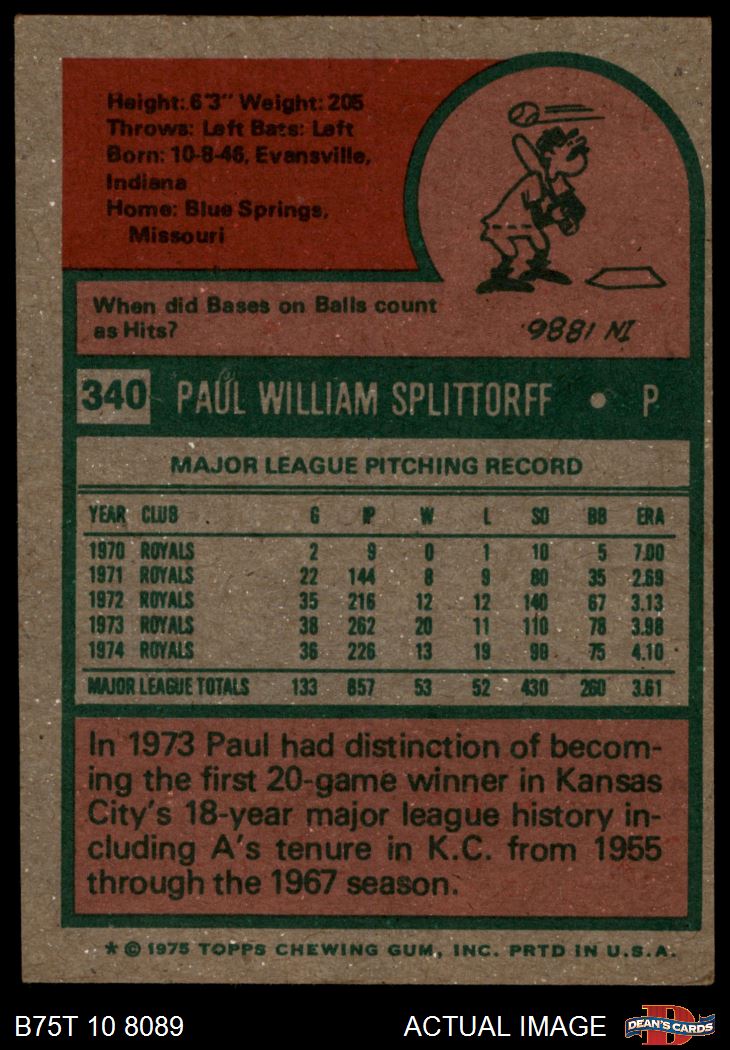 Height: 6'3" Weight: 205
Throws: Left Bats: Left
Born: 10-8-46, Evansville,
Indiana
Home: Blue Springs,
Missouri
When did Bases on Balls count
as Hits?
IN 1886.
340 PAUL WILLIAM SPLITTORFF • P
MAJOR LEAGUE PITCHING RECORD
YEAR CLUB G IP W L SO BB ERA
1970 ROYALS 2 9 0 1 10 5 7.00
1971 ROYALS 22 144 8 9 80 35 2.69
1972 ROYALS 35 216 12 12 140 67 3.13
1973 ROYALS 38 262 20 11 110 78 3.98
1974 ROYALS 36 226 13 19 90 75 4.10
MAJOR LEAGUE TOTALS 133 857 53 52 430 260 3.61
In 1973 Paul had distinction of becom-
ing the first 20-game winner in Kansas
City's 18-year major league history in-
cluding A's tenure in K.C. from 1955
through the 1967 season.
* © 1975 TOPPS CHEWING GUM, INC. PRTD IN U.S.A.
B75T 10 8089 ACTUAL IMAGE D DEAN'S CARDS